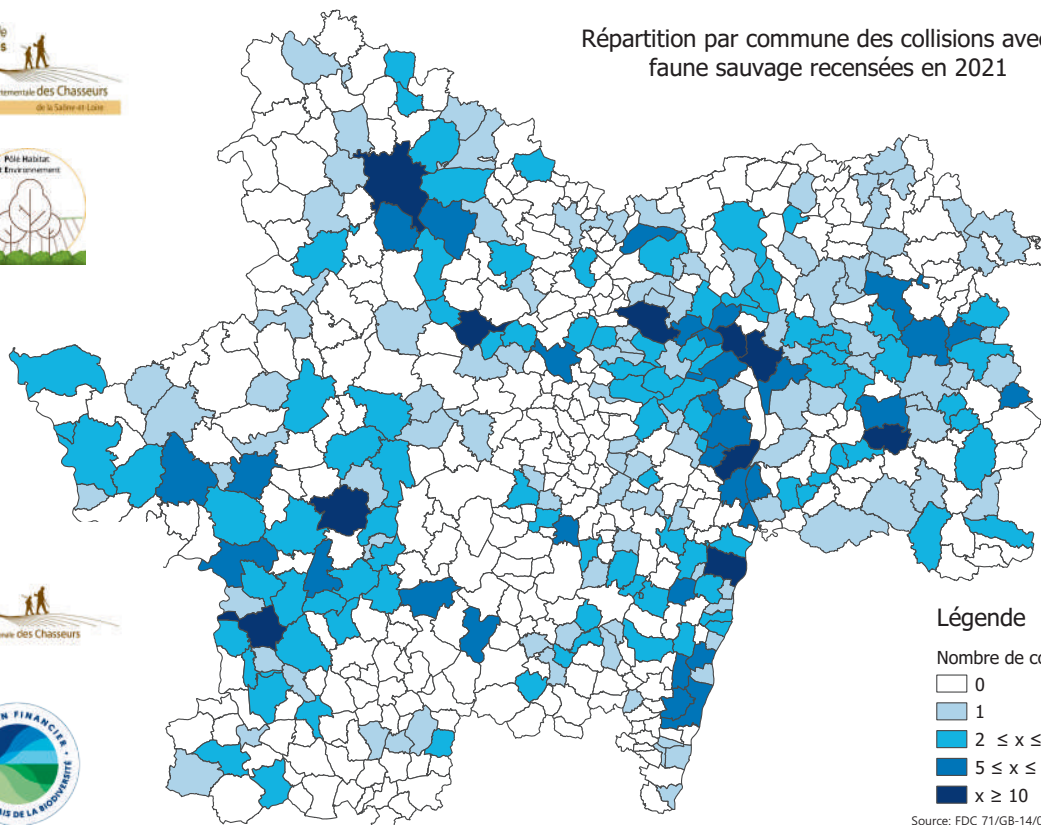 Répartition par commune des collisions avec
faune sauvage recensées en 2021
des Chasseurs
de la Saône-et-Loire
Pôle Habitat
Environnement
des Chasseurs
FINANCIER
DE LA BIODIVERSITÉ
Légende
Nombre de
0
1
2 ≤ x ≤
5 ≤ x ≤
x ≥ 10
Source: FDC 71/GB-14/0